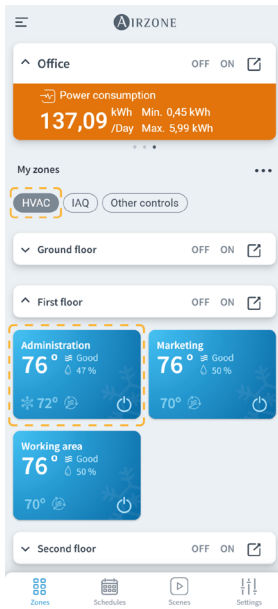 AIRZONE
Office OFF ON
Power consumption
137,09 kWh /Day Min. 0,45 kWh
Max. 5,99 kWh
My zones
HVAC IAQ Other controls
Ground floor OFF ON
First floor OFF ON
Administration
76° Good
47 %
72°
Marketing
76° Good
50 %
70°
Working area
76° Good
50 %
70°
Second floor OFF ON
Zones Schedules Scenes Settings